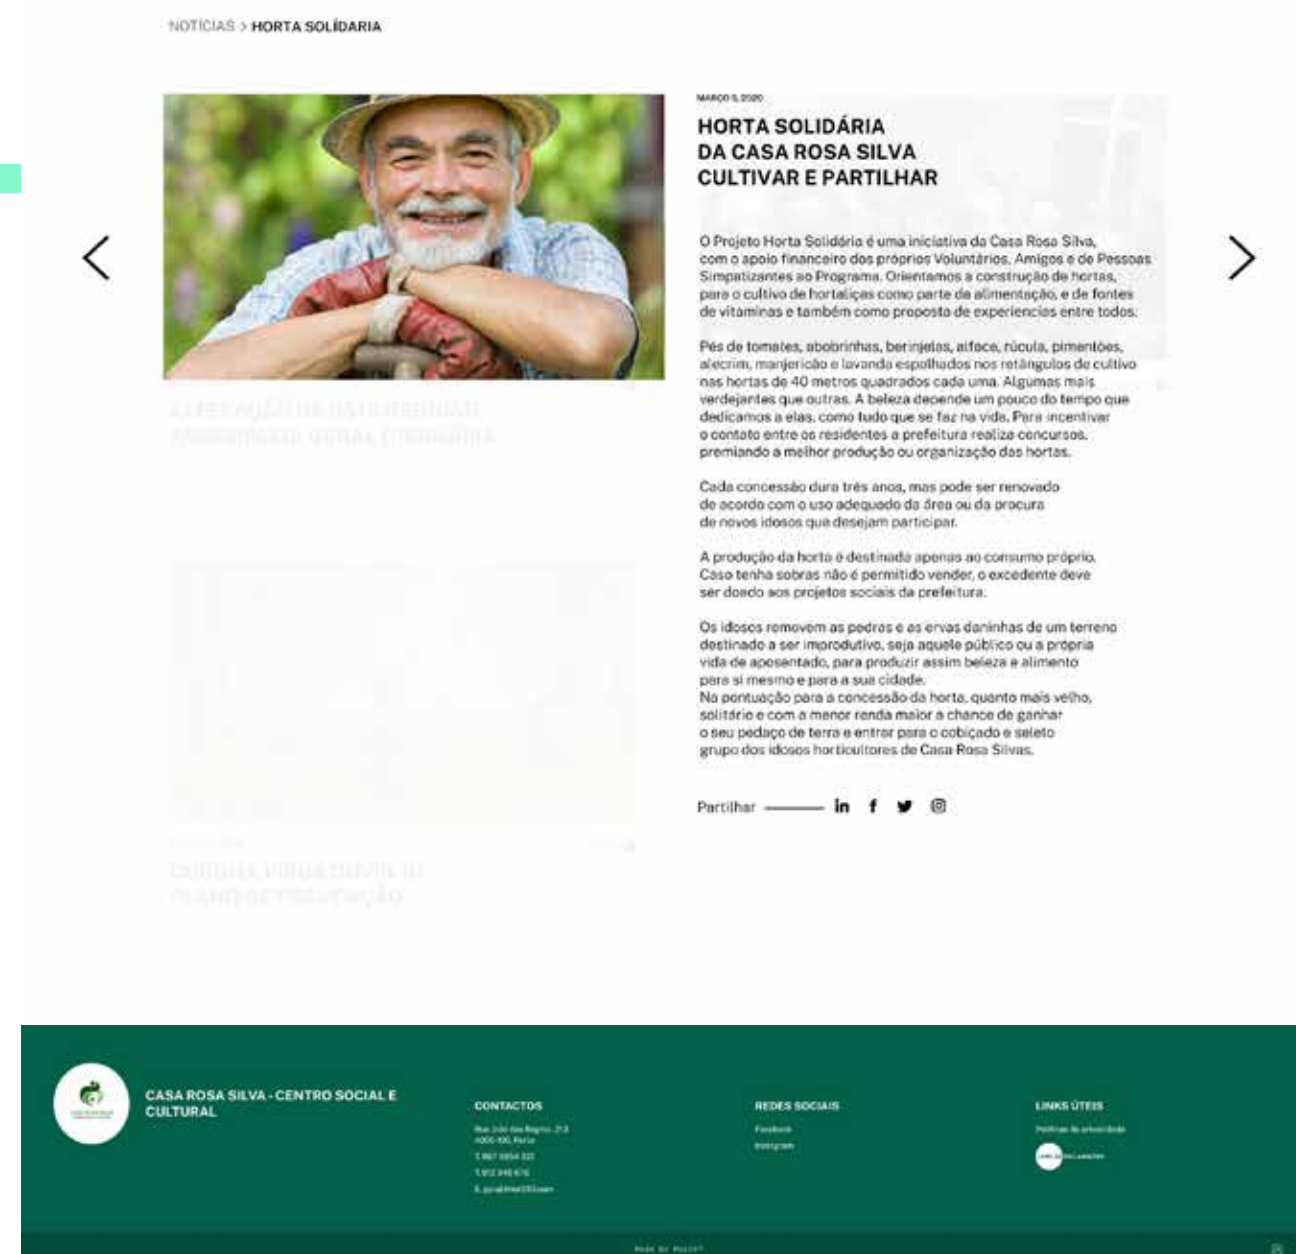 NOTÍCIAS > HORTA SOLÍDARIA
MARÇO 5, 2020
HORTA SOLIDÁRIA
DA CASA ROSA SILVA
CULTIVAR E PARTILHAR
O Projeto Horta Solidária é uma iniciativa da Casa Rosa Silva,
com o apoio financeiro dos próprios Voluntários, Amigos e de Pessoas
Simpatizantes ao Programa. Orientamos a construção de hortas,
para o cultivo de hortaliças como parte da alimentação, e de fontes
de vitaminas e também como proposta de experiencias entre todos.
Pés de tomates, abobrinhas, berinjelas, alface, rúcula, pimentões,
alecrim, manjericão e lavanda espalhados nos retângulos de cultivo
nas hortas de 40 metros quadrados cada uma. Algumas mais
verdejantes que outras. A beleza depende um pouco do tempo que
dedicamos a elas, como tudo que se faz na vida. Para incentivar
o contato entre os residentes a prefeitura realiza concursos,
premiando a melhor produção ou organização das hortas.
Cada concessão dura três anos, mas pode ser renovado
de acordo com o uso adequado da área ou da procura
de novos idosos que desejam participar.
A produção da horta é destinada apenas ao consumo próprio.
Caso tenha sobras não é permitido vender, o excedente deve
ser doado aos projetos sociais da prefeitura.
Os idosos removem as pedras e as ervas daninhas de um terreno
destinado a ser improdutivo, seja aquele público ou a própria
vida de aposentado, para produzir assim beleza e alimento
para si mesmo e para a sua cidade.
Na pontuação para a concessão da horta, quanto mais velho,
solitário e com a menor renda maior a chance de ganhar
o seu pedaço de terra e entrar para o cobiçado e seleto
grupo dos idosos horticultores de Casa Rosa Silvas.
Partilhar
CASA ROSA SILVA - CENTRO SOCIAL E
CULTURAL
CONTACTOS
REDES SOCIAIS
Facebook
Instagram
LINKS ÚTEIS
Políticas de privacidade